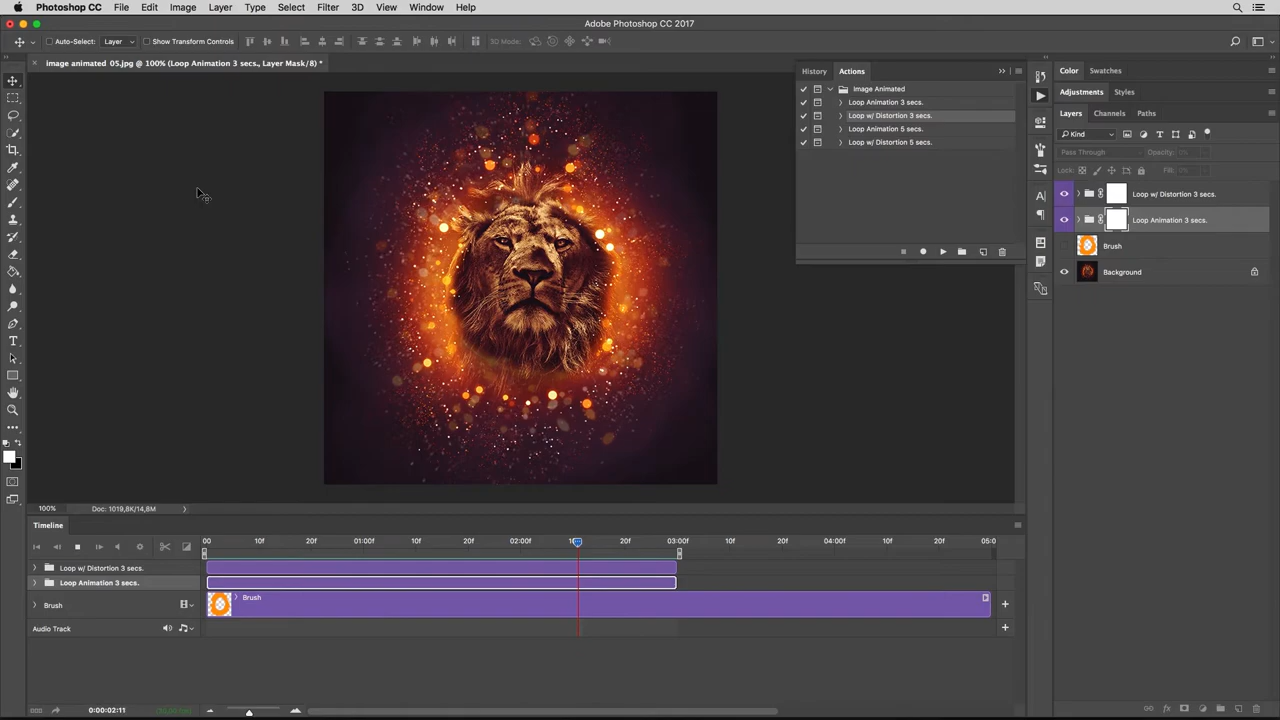 Photoshop CC File Edit Image Layer Type Select Filter 3D View Window Help
Adobe Photoshop CC 2017
Auto-Select: Layer Show Transform Controls 3D Mode:
image animated 05.jpg @ 100% (Loop Animation 3 secs., Layer Mask/8) *
History Actions
Image Animated
Loop Animation 3 secs.
Loop w/ Distortion 3 secs.
Loop Animation 5 secs.
Loop w/ Distortion 5 secs.
Color Swatches
Adjustments Styles
Layers Channels Paths
Kind
Pass Through Opacity:
Lock: Fill:
Loop w/ Distortion 3 secs.
Loop Animation 3 secs.
Brush
Background
100% Doc: 1019,8K/14,8M
Timeline
00 10f 20f 01:00f 10f 20f 02:00f 20f 03:00f 10f 20f 04:00f 10f 20f 05:0
Loop w/ Distortion 3 secs.
Loop Animation 3 secs.
Brush Brush
Audio Track
0:00:02:11